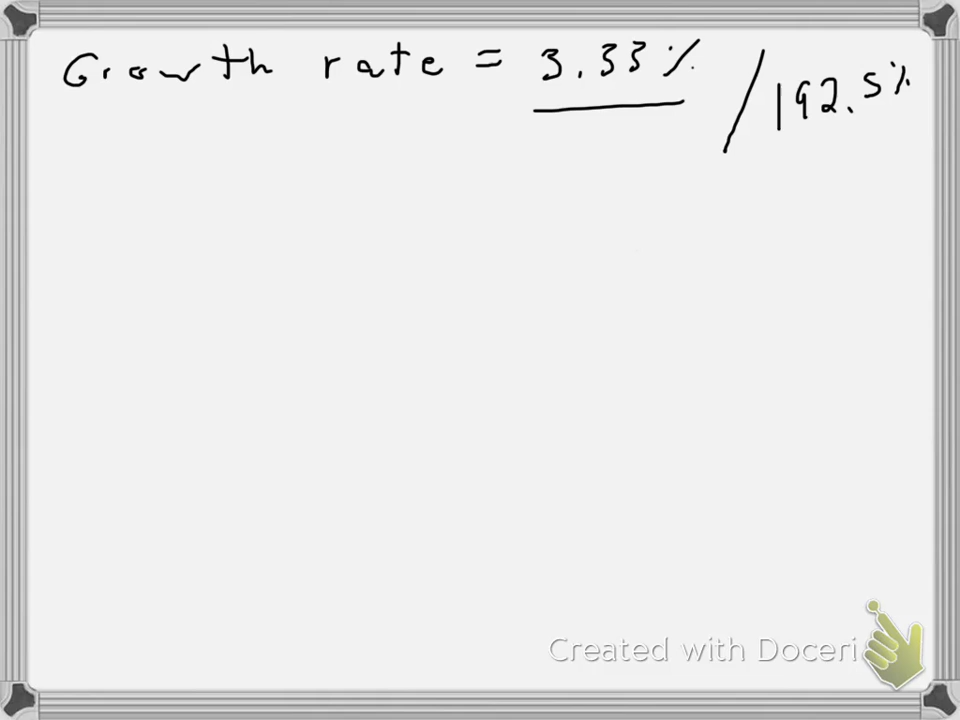 Growth rate = 3.33% / 192.5%
Created with Doceri